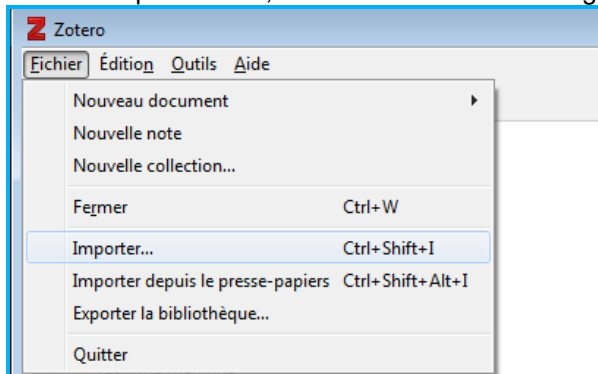 Zotero
Fichier Édition Outils Aide
Nouveau document
Nouvelle note
Nouvelle collection...
Fermer Ctrl+W
Importer... Ctrl+Shift+I
Importer depuis le presse-papiers Ctrl+Shift+Alt+I
Exporter la bibliothèque...
Quitter